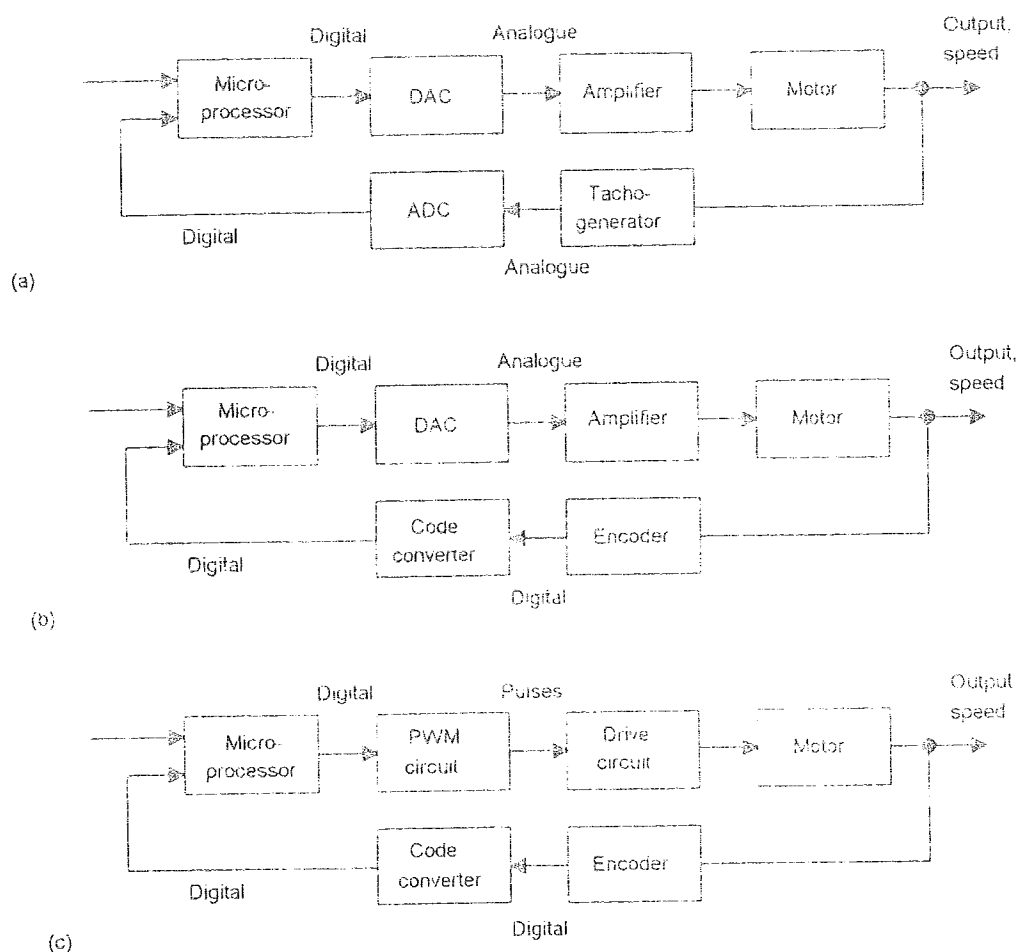 Output,
Digital
Analogue
speed
Micro-
processor
DAC
Amplifier
Motor
ADC
Tacho-
generator
Digital
Analogue
(a)
Output,
Digital
Analogue
speed
Micro-
processor
DAC
Amplifier
Motor
Code
converter
Encoder
Digital
Digital
(b)
Output
Digital
Pulses
speed
Micro-
processor
PWM
circuit
Drive
circuit
Motor
Code
converter
Encoder
Digital
Digital
(c)